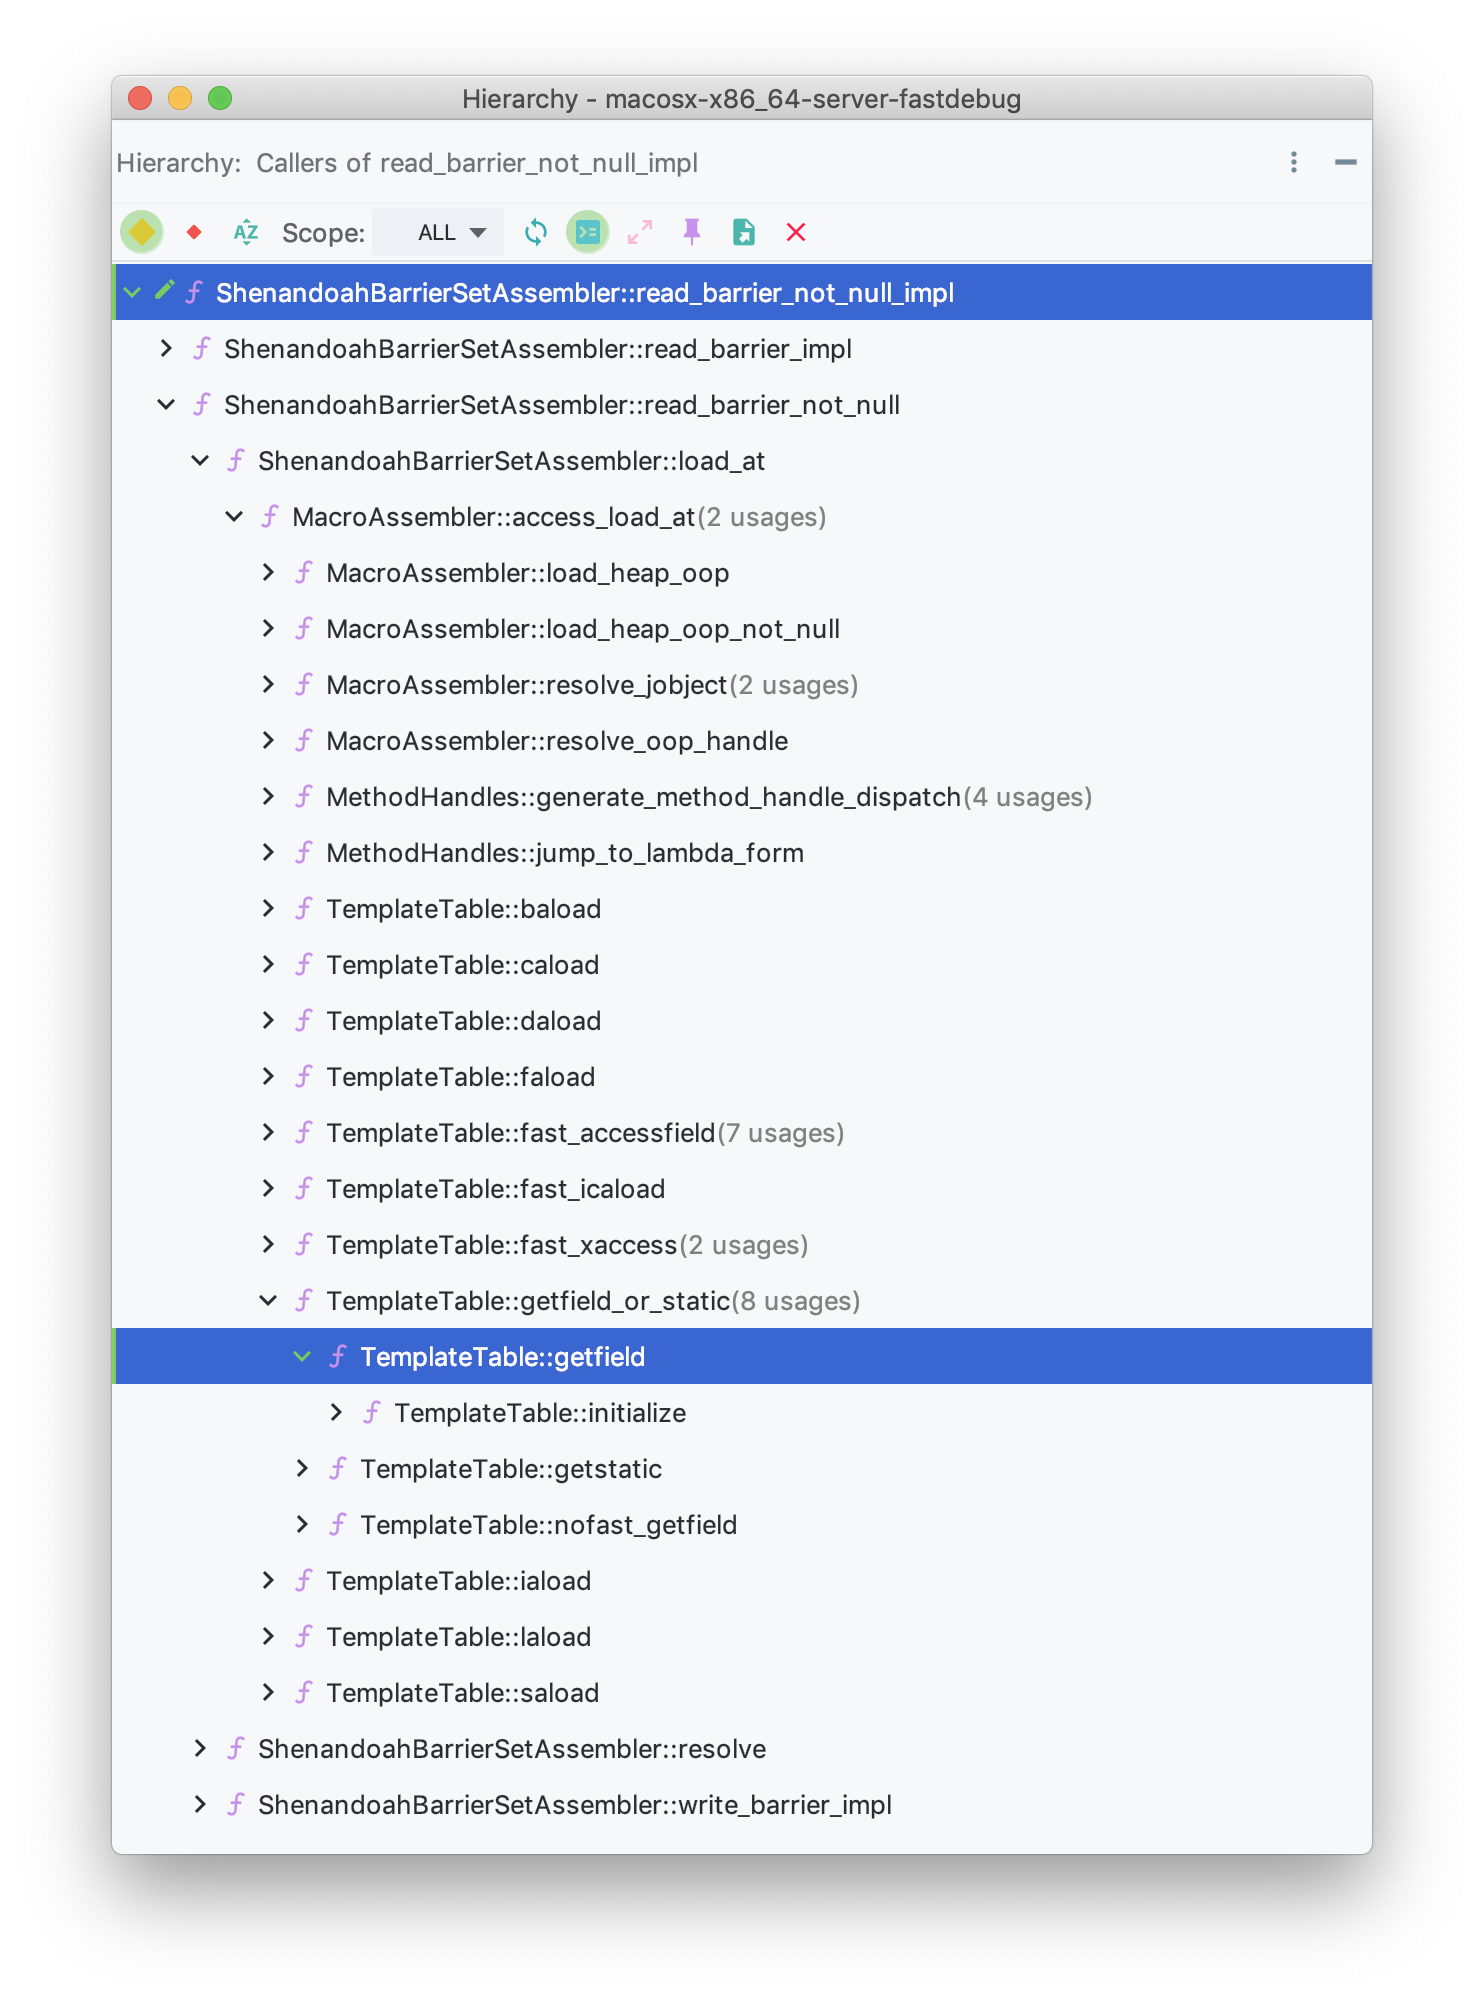 Hierarchy - macosx-x86_64-server-fastdebug
Hierarchy: Callers of read_barrier_not_null_impl
AZ Scope: ALL
ShenandoahBarrierSetAssembler::read_barrier_not_null_impl
ShenandoahBarrierSetAssembler::read_barrier_impl
ShenandoahBarrierSetAssembler::read_barrier_not_null
ShenandoahBarrierSetAssembler::load_at
MacroAssembler::access_load_at(2 usages)
MacroAssembler::load_heap_oop
MacroAssembler::load_heap_oop_not_null
MacroAssembler::resolve_jobject(2 usages)
MacroAssembler::resolve_oop_handle
MethodHandles::generate_method_handle_dispatch(4 usages)
MethodHandles::jump_to_lambda_form
TemplateTable::baload
TemplateTable::caload
TemplateTable::daload
TemplateTable::faload
TemplateTable::fast_accessfield(7 usages)
TemplateTable::fast_icaload
TemplateTable::fast_xaccess(2 usages)
TemplateTable::getfield_or_static(8 usages)
TemplateTable::getfield
TemplateTable::initialize
TemplateTable::getstatic
TemplateTable::nofast_getfield
TemplateTable::iaload
TemplateTable::laload
TemplateTable::saload
ShenandoahBarrierSetAssembler::resolve
ShenandoahBarrierSetAssembler::write_barrier_impl